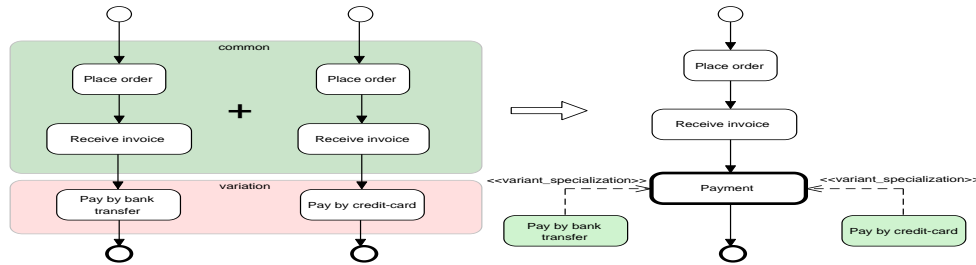 common
Place order
Place order
Place order
+
Receive invoice
Receive invoice
Receive invoice
variation
<<variant_specialization>>
Payment
<<variant_specialization>>
Pay by bank
transfer
Pay by credit-card
Pay by bank
transfer
Pay by credit-card